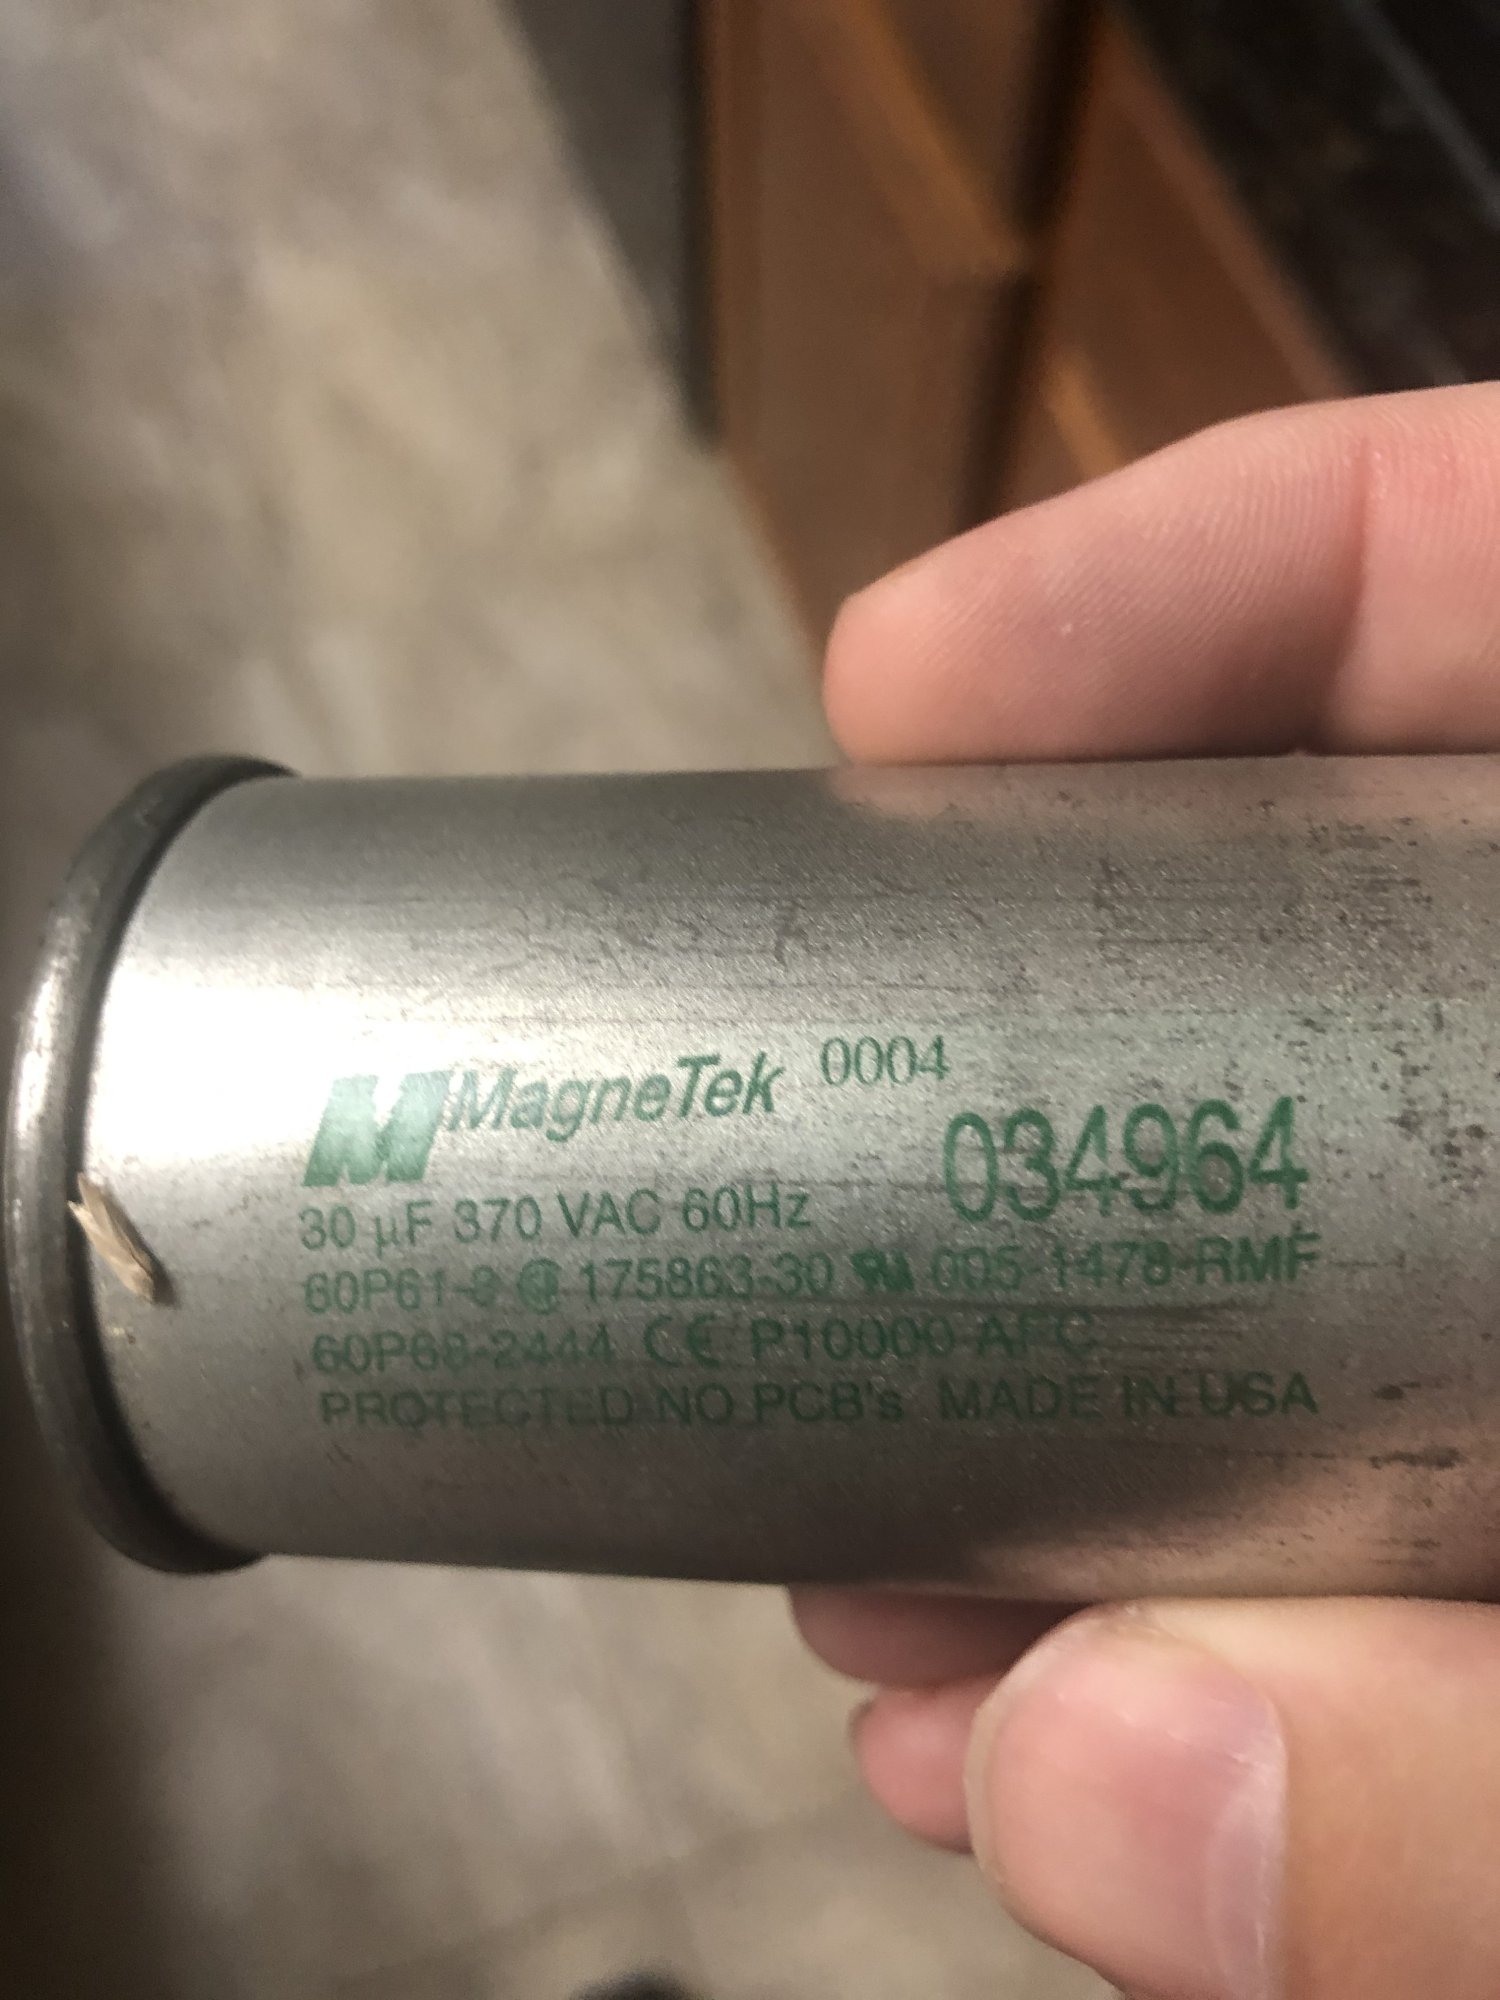 MagneTek 0004
034964
30 µF 370 VAC 60Hz
60P61-8 175863-30 005-1478-RMF
60P68-2444 CE P10000 AFC
PROTECTED NO PCB's MADE IN USA